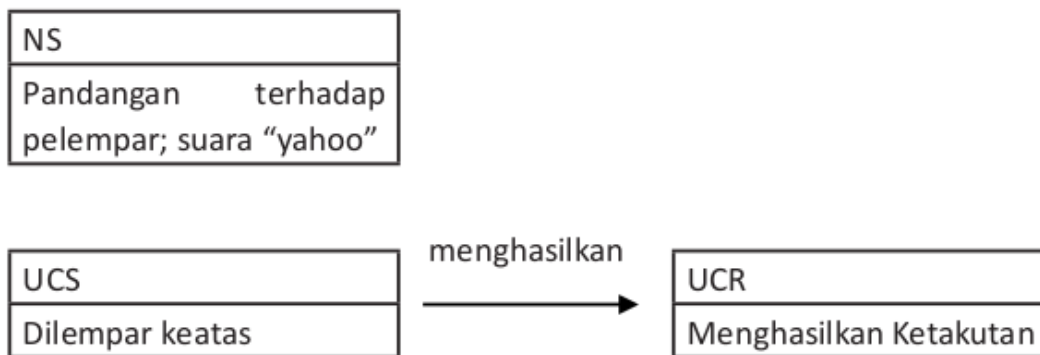 NS
Pandangan terhadap
pelempar; suara “yahoo”
menghasilkan
UCS
UCR
Dilempar keatas
Menghasilkan Ketakutan